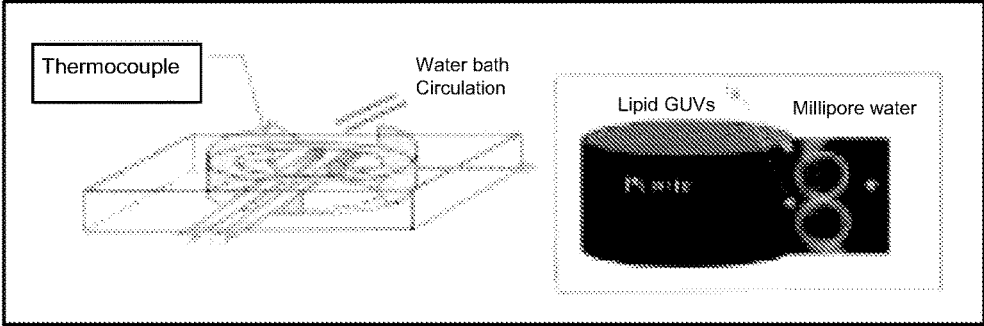 Thermocouple
Water bath
Circulation
Lipid GUVs
Millipore water